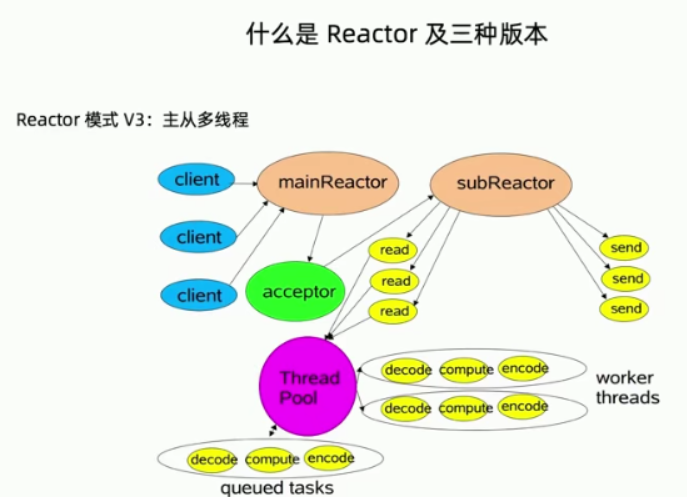 什么是 Reactor 及三种版本
Reactor 模式 V3：主从多线程
client
mainReactor
subReactor
client
read
send
client
acceptor
read
send
read
send
Thread
Pool
decode compute encode
decode compute encode
worker
threads
decode compute encode
queued tasks